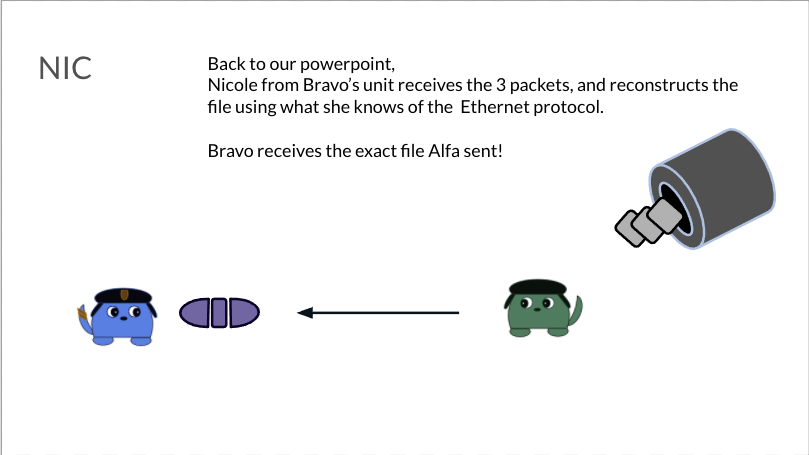 NIC
Back to our powerpoint,
Nicole from Bravo’s unit receives the 3 packets, and reconstructs the
file using what she knows of the  Ethernet protocol.
Bravo receives the exact file Alfa sent!